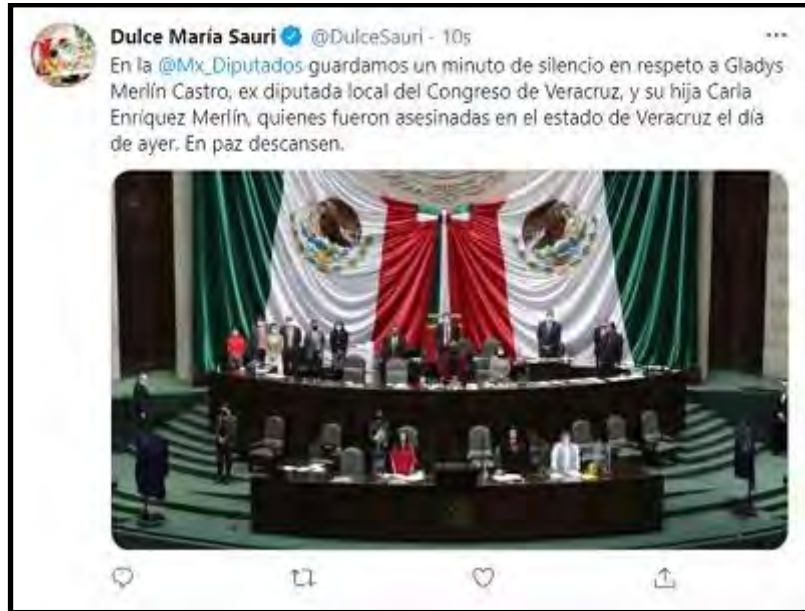 Dulce María Sauri @DulceSauri · 10s
En la @Mx_Diputados guardamos un minuto de silencio en respeto a Gladys
Merlín Castro, ex diputada local del Congreso de Veracruz, y su hija Carla
Enríquez Merlín, quienes fueron asesinadas en el estado de Veracruz el día
de ayer. En paz descansen.